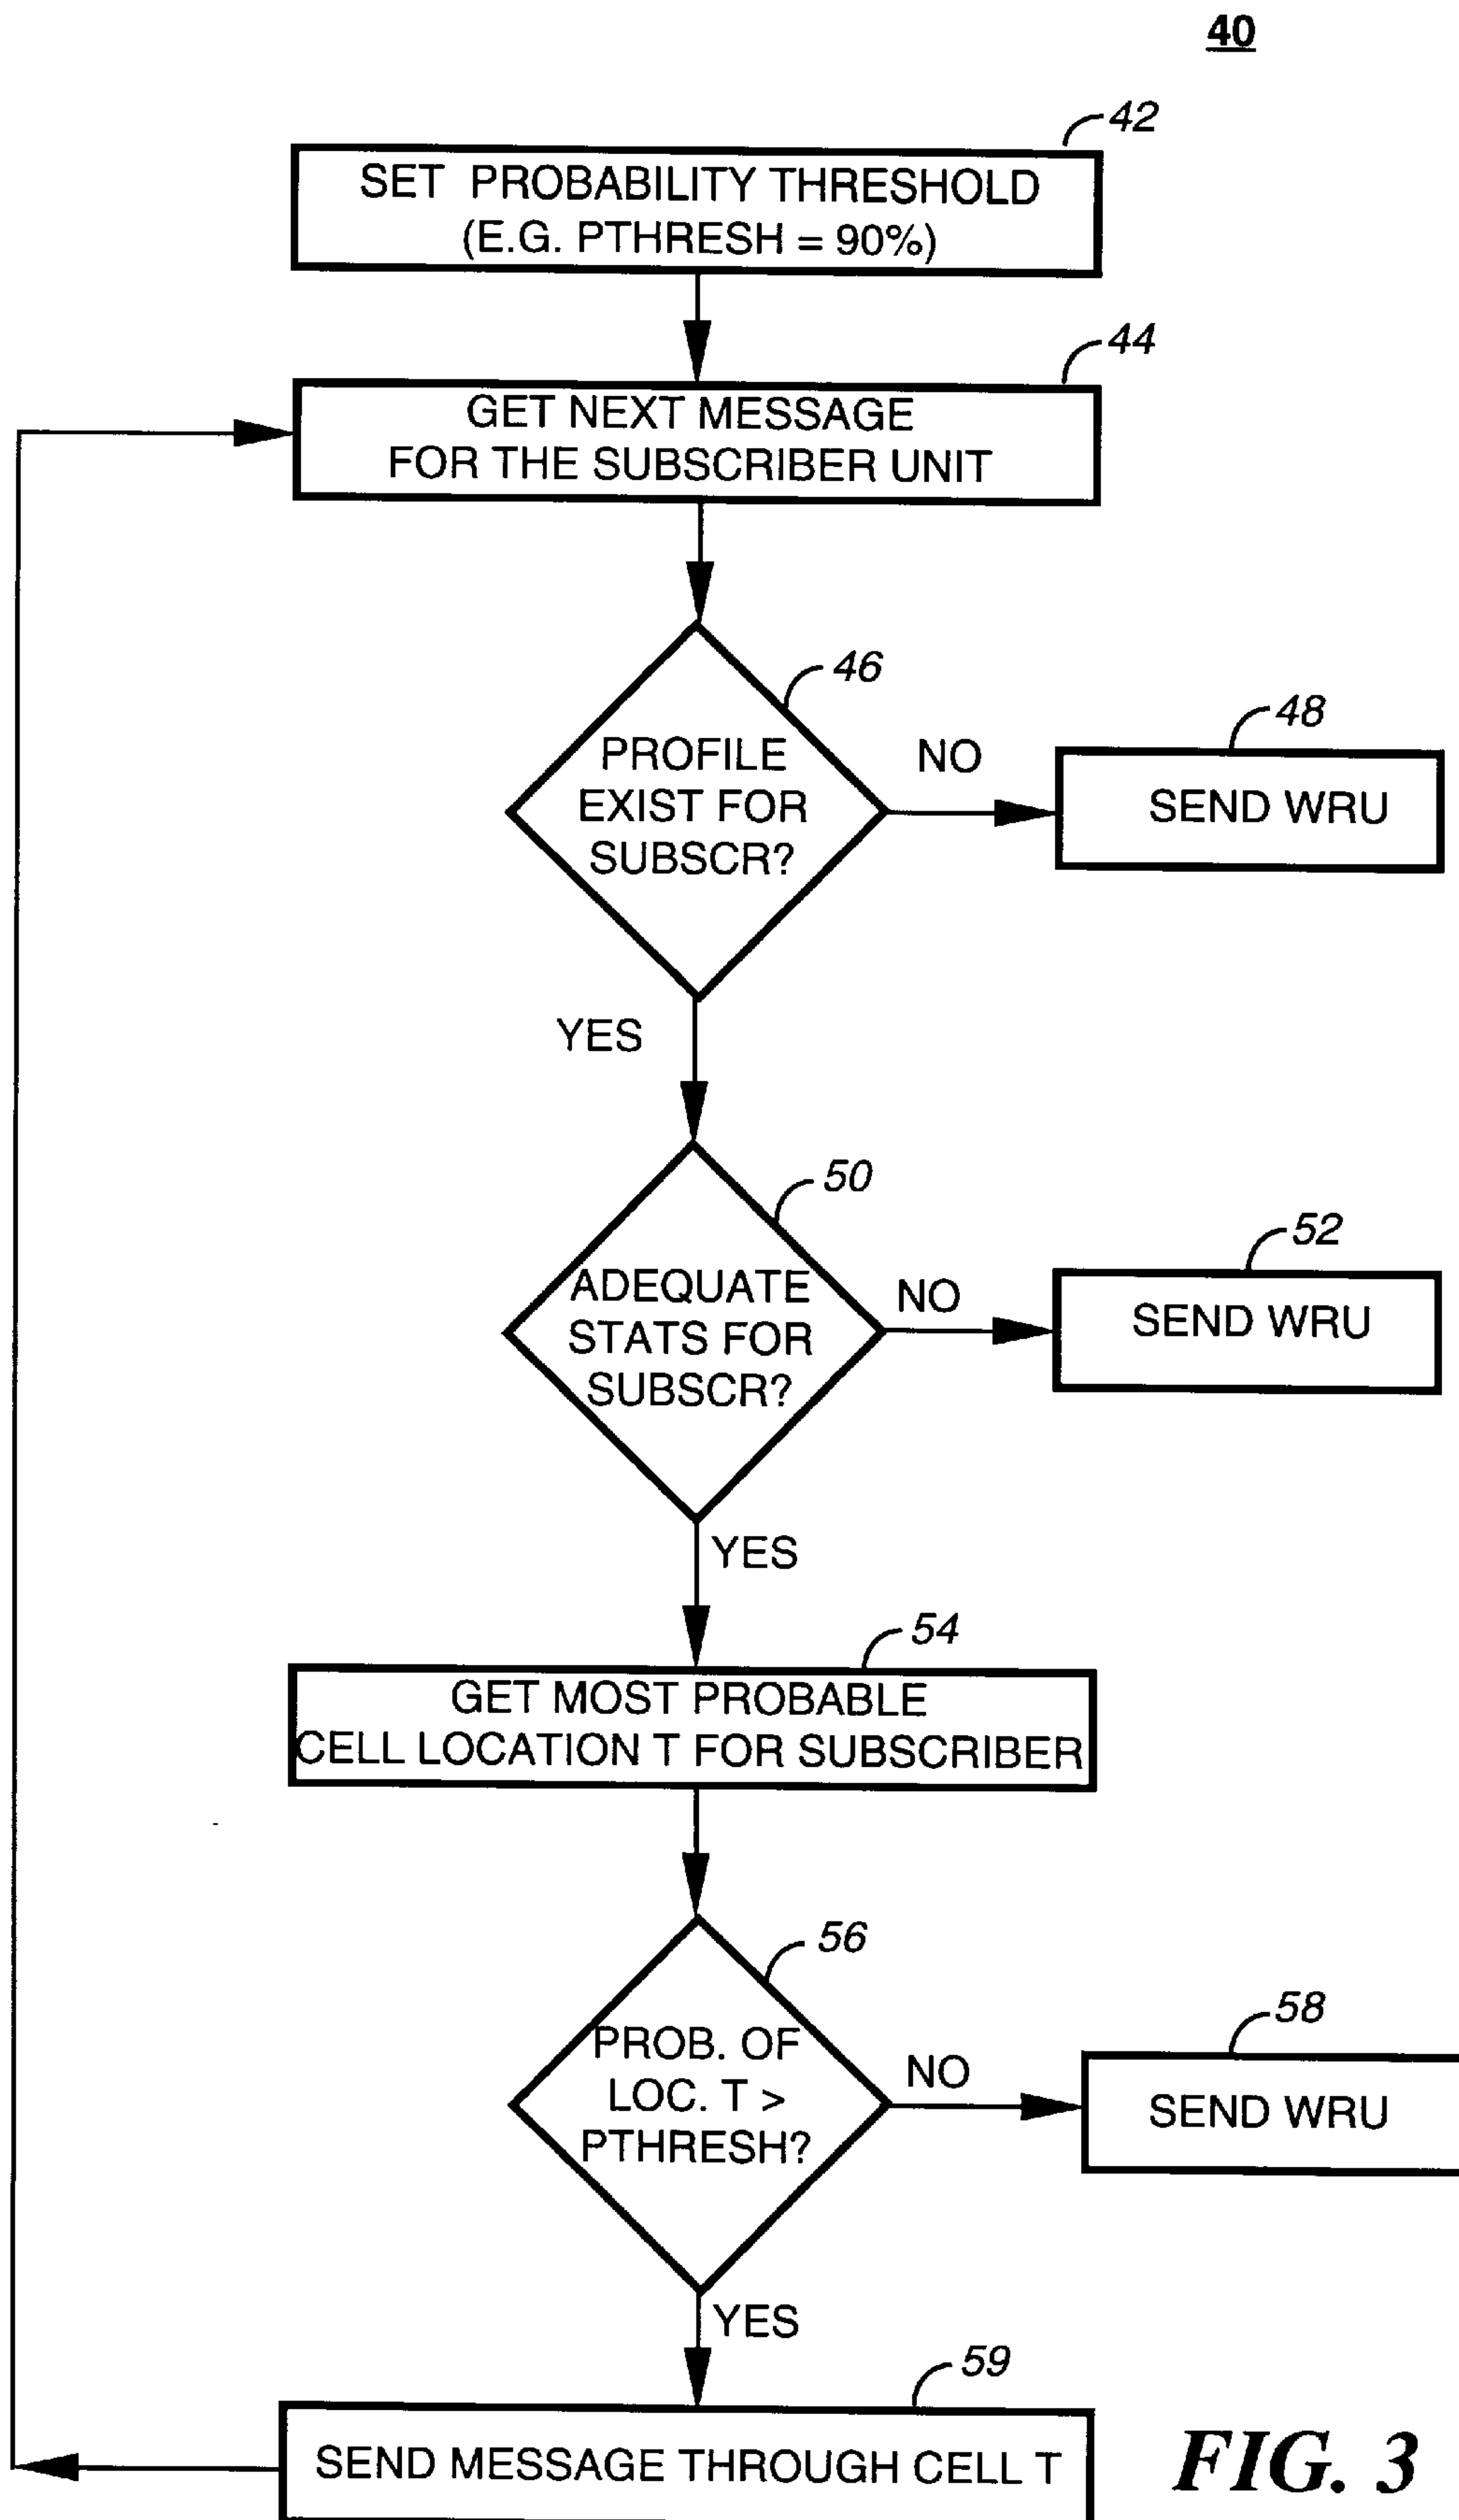 40
42
SET PROBABILITY THRESHOLD
(E.G. PTHRESH = 90%)
44
GET NEXT MESSAGE
FOR THE SUBSCRIBER UNIT
46
PROFILE
EXIST FOR
SUBSCR?
NO
48
SEND WRU
YES
50
ADEQUATE
STATS FOR
SUBSCR?
NO
52
SEND WRU
YES
54
GET MOST PROBABLE
CELL LOCATION T FOR SUBSCRIBER
56
PROB. OF
LOC. T >
PTHRESH?
NO
58
SEND WRU
YES
59
SEND MESSAGE THROUGH CELL T
FIG. 3